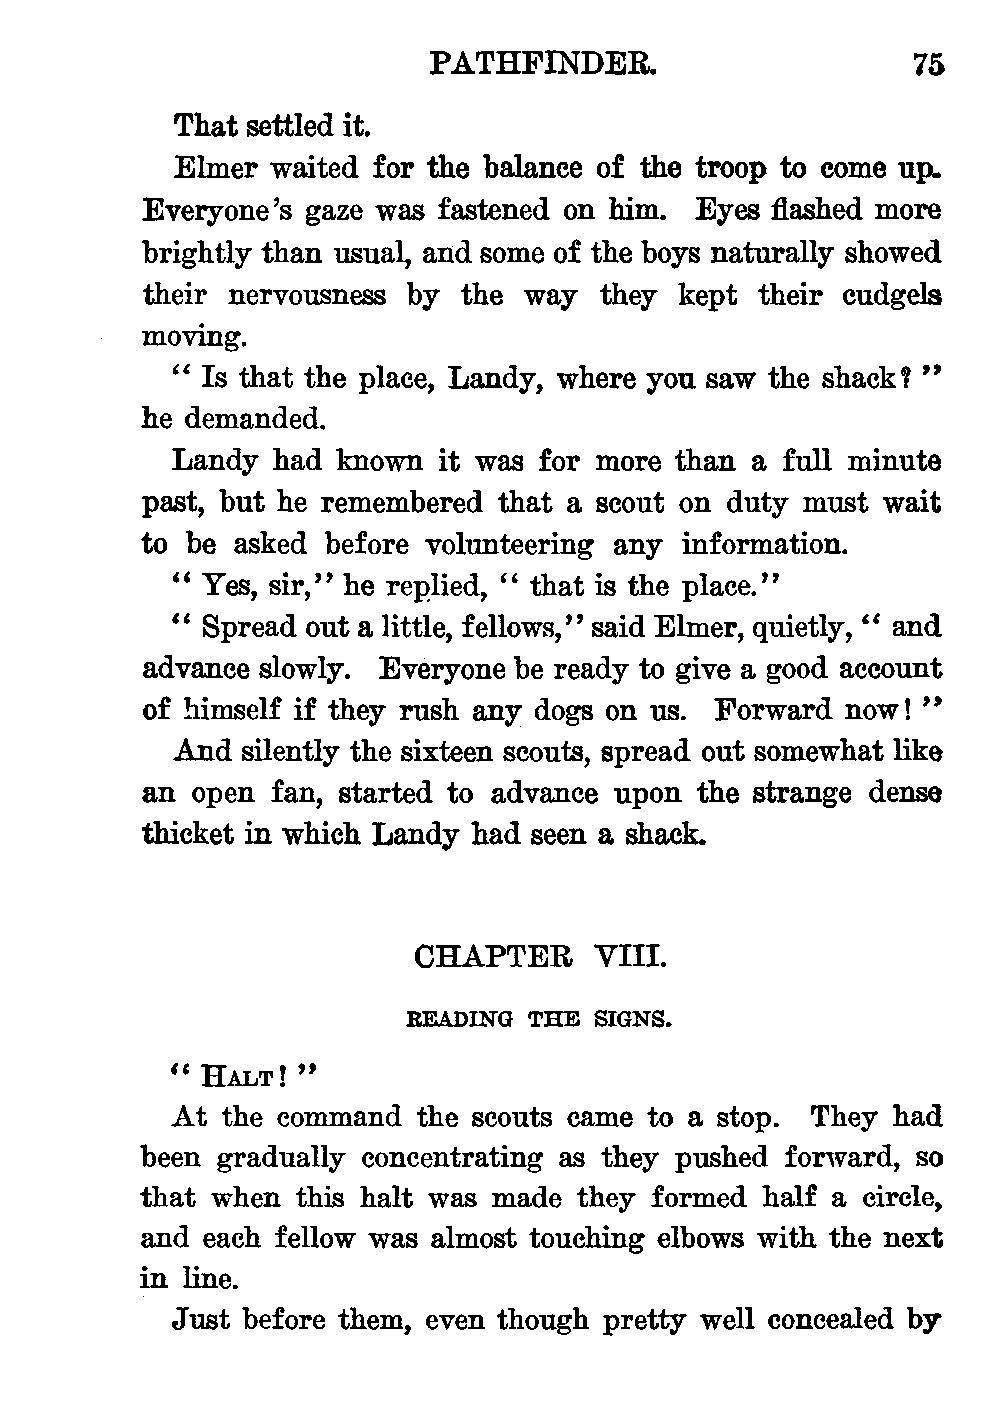 PATHFINDER. 75
That settled it.
Elmer waited for the balance of the troop to come up.
Everyone's gaze was fastened on him. Eyes flashed more
brightly than usual, and some of the boys naturally showed
their nervousness by the way they kept their cudgels
moving.
“ Is that the place, Landy, where you saw the shack? ”
he demanded.
Landy had known it was for more than a full minute
past, but he remembered that a scout on duty must wait
to be asked before volunteering any information.
“ Yes, sir,” he replied, “ that is the place.”
“ Spread out a little, fellows,” said Elmer, quietly, “ and
advance slowly. Everyone be ready to give a good account
of himself if they rush any dogs on us. Forward now! ”
And silently the sixteen scouts, spread out somewhat like
an open fan, started to advance upon the strange dense
thicket in which Landy had seen a shack.
CHAPTER VIII.
READING THE SIGNS.
“ HALT! ”
At the command the scouts came to a stop. They had
been gradually concentrating as they pushed forward, so
that when this halt was made they formed half a circle,
and each fellow was almost touching elbows with the next
in line.
Just before them, even though pretty well concealed by